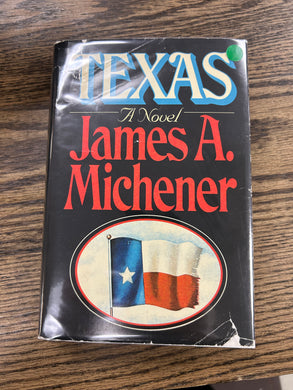 TEXAS
A Novel
James A.
Michener